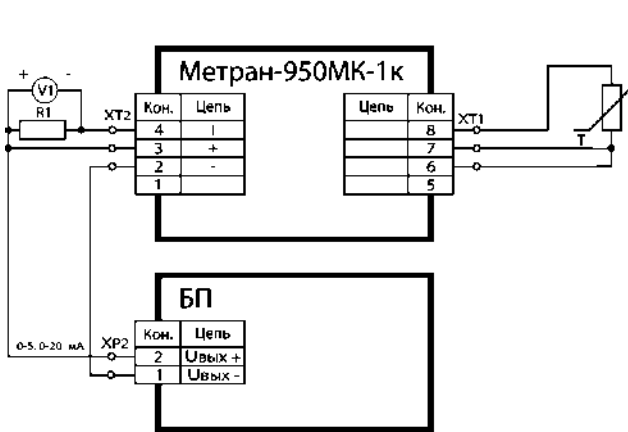 Метран-950МК-1к
+ -
V1
R1
XT2
Кон. Цепь
4 I
3 +
2 -
1
Цепь Кон.
8
7
6
5
XT1
T
БП
0-5, 0-20 мА
XP2
Кон. Цепь
2 Uвых +
1 Uвых -